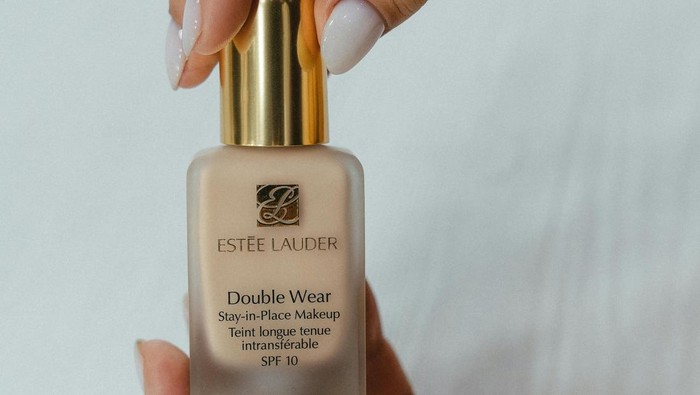 EL
ESTĒE LAUDER
Double Wear
Stay-in-Place Makeup
Teint longue tenue
intransférable
SPF 10